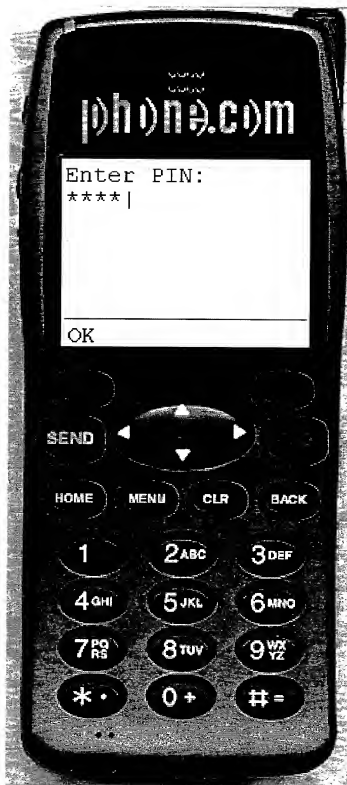 phone.com
Enter PIN:
****|
OK
SEND
HOME MENU CLR BACK
1 2ABC 3DEF
4GHI 5JKL 6MNO
7PQRS 8TUV 9WXYZ
*· 0+ #=